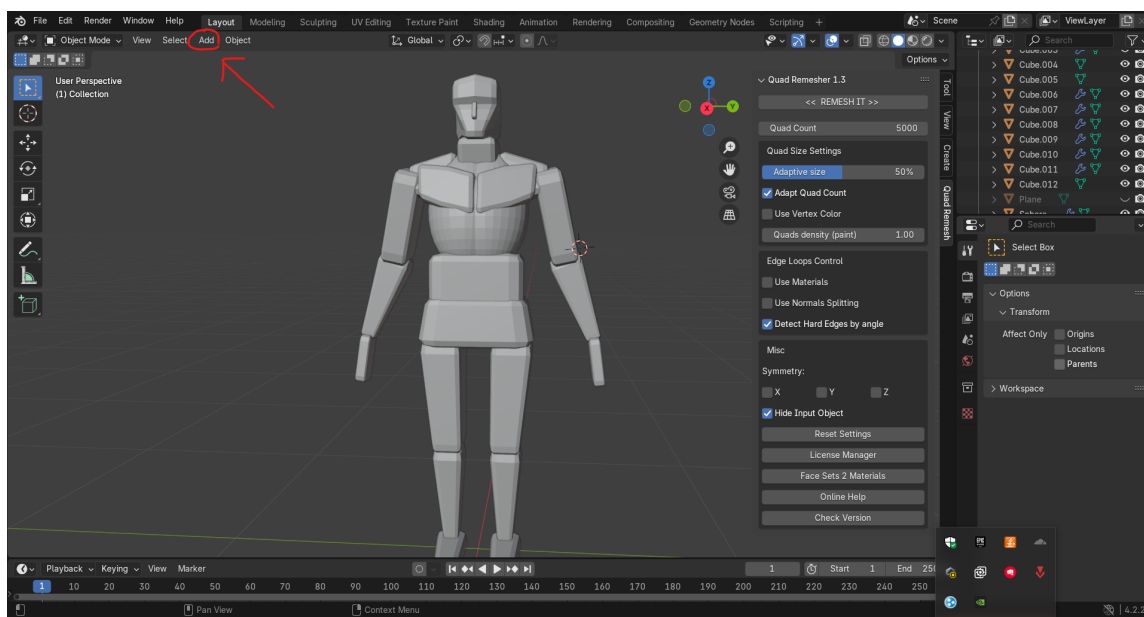 File Edit Render Window Help Layout Modeling Sculpting UV Editing Texture Paint Shading Animation Rendering Compositing Geometry Nodes Scripting + Scene ViewLayer
Object Mode View Select Add Object Global Search
Options
User Perspective
(1) Collection
Z
Y
X
Quad Remesher 1.3
<< REMESH IT >>
Quad Count 5000
Quad Size Settings
Adaptive size 50%
Adapt Quad Count
Use Vertex Color
Quads density (paint) 1.00
Edge Loops Control
Use Materials
Use Normals Splitting
Detect Hard Edges by angle
Misc
Symmetry:
X Y Z
Hide Input Object
Reset Settings
License Manager
Face Sets 2 Materials
Online Help
Check Version
Tool
View
Create
Quad Remesh
Cube.003
Cube.004
Cube.005
Cube.006
Cube.007
Cube.008
Cube.009
Cube.010
Cube.011
Cube.012
Plane
Sphere
Search
Select Box
Options
Transform
Affect Only Origins
Locations
Parents
Workspace
Playback Keying View Marker 1 Start 1 End 250
1 10 20 30 40 50 60 70 80 90 100 110 120 130 140 150 160 170 180 190 200 210 220 230 240 250
Pan View Context Menu 4.2.2